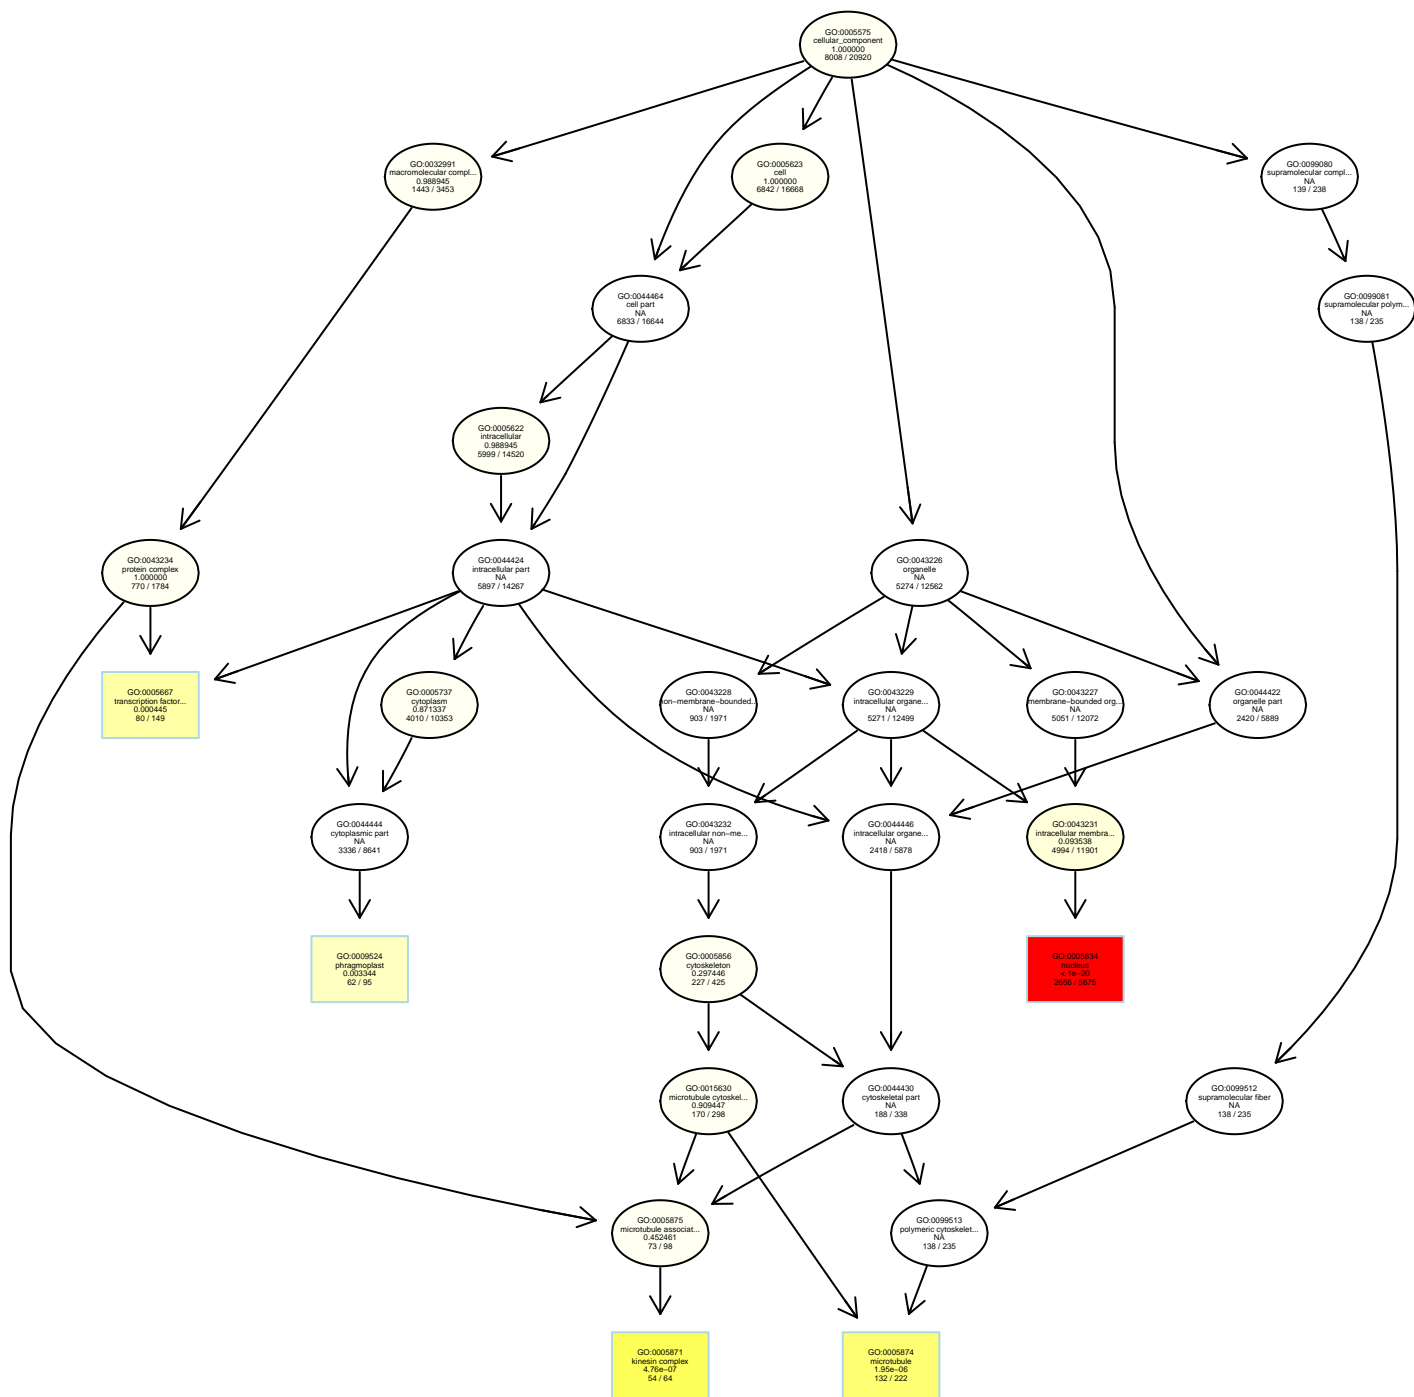 GO:0005575
cellular_component
1.000000
8008 / 20920
GO:0032991
macromolecular compl...
0.988945
1443 / 3453
GO:0005623
cell
1.000000
6842 / 16668
GO:0099080
supramolecular compl...
NA
139 / 238
GO:0044464
cell part
NA
6833 / 16644
GO:0099081
supramolecular polym...
NA
138 / 235
GO:0005622
intracellular
0.988945
5999 / 14520
GO:0043234
protein complex
1.000000
770 / 1784
GO:0044424
intracellular part
NA
5897 / 14267
GO:0043226
organelle
NA
5274 / 12562
GO:0005667
transcription factor...
0.000445
80 / 149
GO:0005737
cytoplasm
0.871337
4010 / 10353
GO:0043228
non−membrane−bounded...
NA
903 / 1971
GO:0043229
intracellular organe...
NA
5271 / 12499
GO:0043227
membrane−bounded org...
NA
5051 / 12072
GO:0044422
organelle part
NA
2420 / 5889
GO:0044444
cytoplasmic part
NA
3336 / 8641
GO:0043232
intracellular non−me...
NA
903 / 1971
GO:0044446
intracellular organe...
NA
2418 / 5878
GO:0043231
intracellular membra...
0.093538
4994 / 11901
GO:0009524
phragmoplast
0.003344
62 / 95
GO:0005856
cytoskeleton
0.297446
227 / 425
GO:0005634
nucleus
< 1e−20
2656 / 5675
GO:0015630
microtubule cytoskel...
0.909447
170 / 298
GO:0044430
cytoskeletal part
NA
188 / 338
GO:0099512
supramolecular fiber
NA
138 / 235
GO:0005875
microtubule associat...
0.452461
73 / 98
GO:0099513
polymeric cytoskelet...
NA
138 / 235
GO:0005871
kinesin complex
4.76e−07
54 / 64
GO:0005874
microtubule
1.95e−06
132 / 222